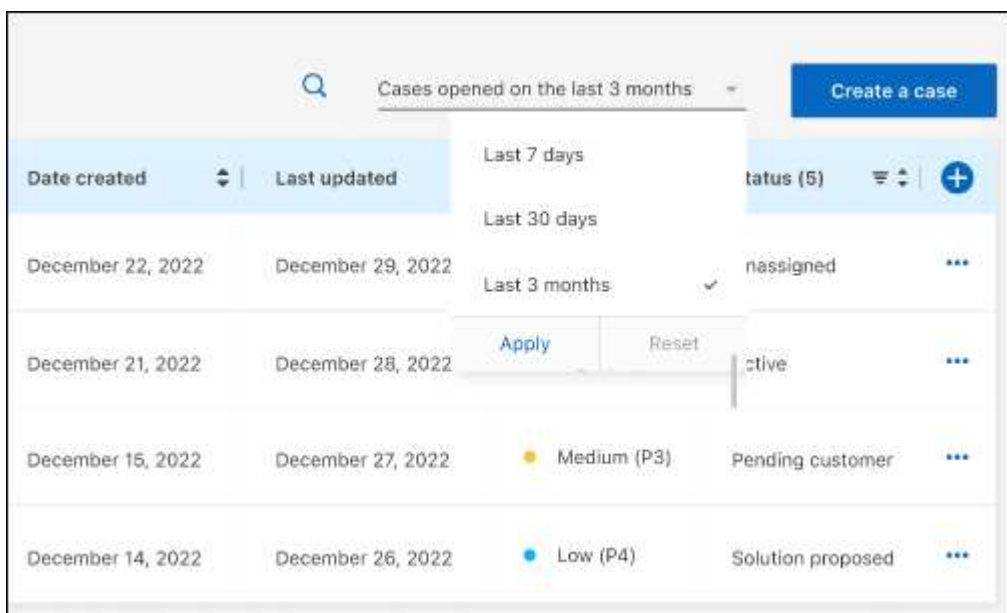 Cases opened on the last 3 months
Create a case
Last 7 days
Last 30 days
Last 3 months
Apply Reset
Date created Last updated tatus (5)
December 22, 2022 December 29, 2022 nassigned
December 21, 2022 December 28, 2022 ctive
December 15, 2022 December 27, 2022 Medium (P3) Pending customer
December 14, 2022 December 26, 2022 Low (P4) Solution proposed